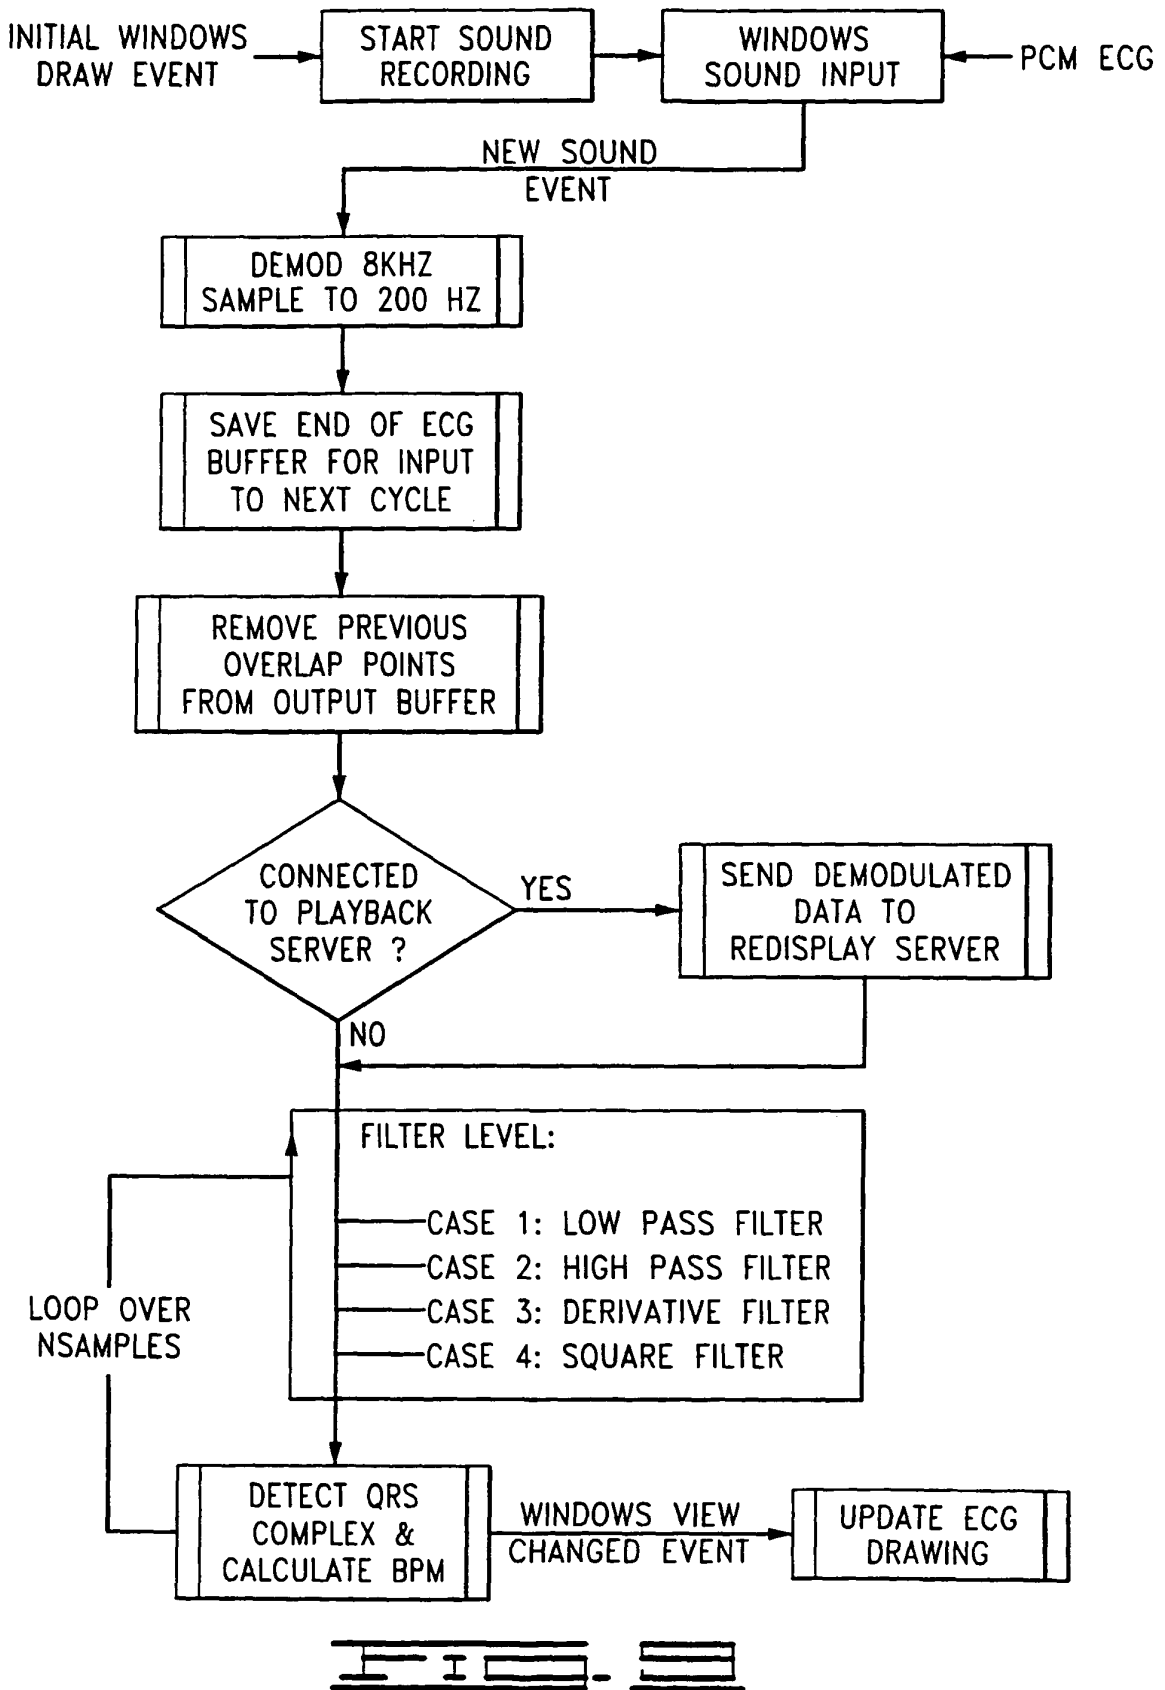 INITIAL WINDOWS
DRAW EVENT
START SOUND
RECORDING
WINDOWS
SOUND INPUT
PCM ECG
NEW SOUND
EVENT
DEMOD 8KHZ
SAMPLE TO 200 HZ
SAVE END OF ECG
BUFFER FOR INPUT
TO NEXT CYCLE
REMOVE PREVIOUS
OVERLAP POINTS
FROM OUTPUT BUFFER
CONNECTED
TO PLAYBACK
SERVER ?
YES
SEND DEMODULATED
DATA TO
REDISPLAY SERVER
NO
FILTER LEVEL:
CASE 1: LOW PASS FILTER
CASE 2: HIGH PASS FILTER
CASE 3: DERIVATIVE FILTER
CASE 4: SQUARE FILTER
LOOP OVER
NSAMPLES
DETECT QRS
COMPLEX &
CALCULATE BPM
WINDOWS VIEW
CHANGED EVENT
UPDATE ECG
DRAWING